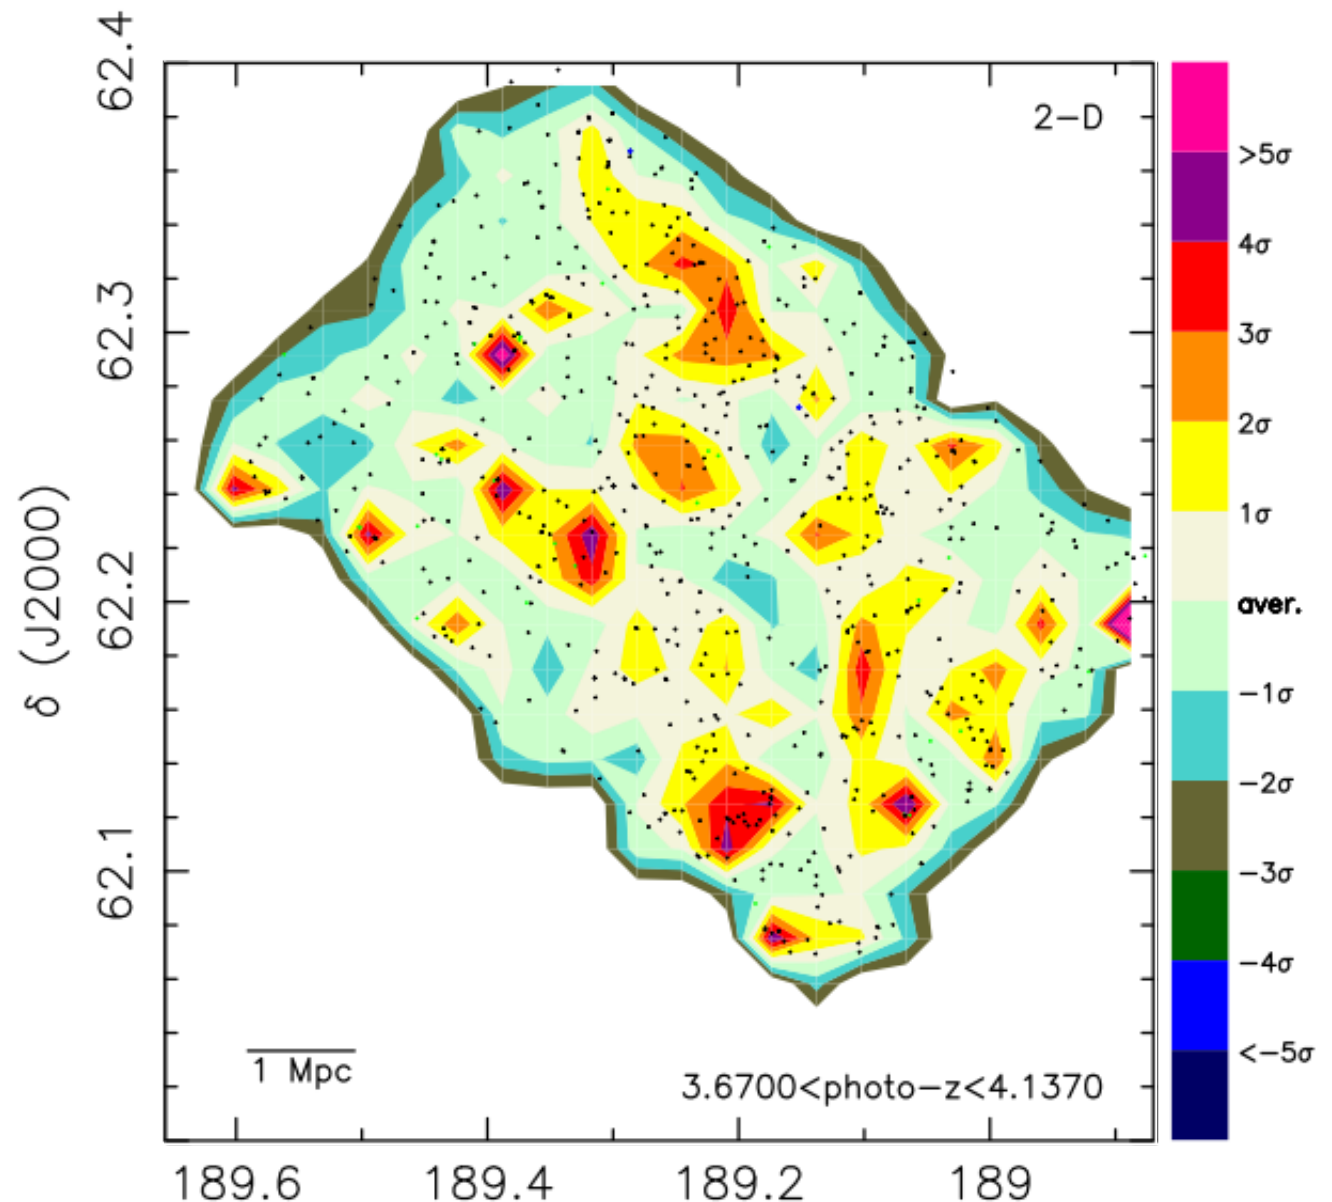 62.4
2-D
>5σ
4σ
3σ
62.3
2σ
1σ
δ (J2000)
62.2
aver.
-1σ
-2σ
62.1
-3σ
-4σ
<-5σ
1 Mpc
3.6700<photo-z<4.1370
189.6 189.4 189.2 189